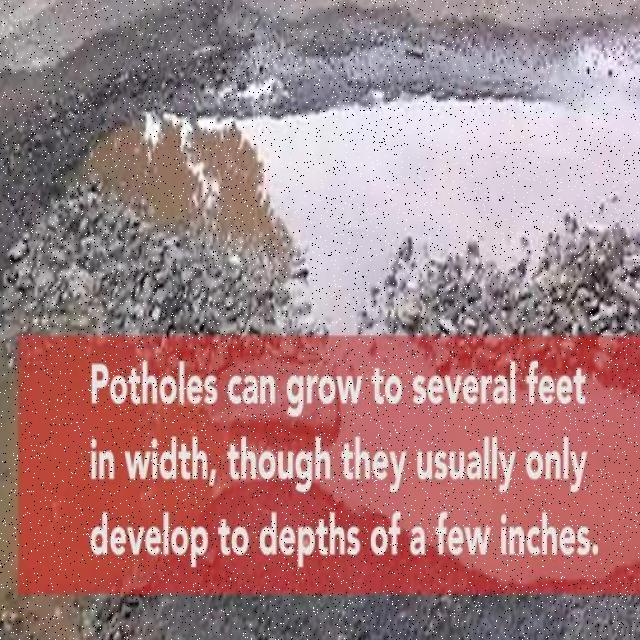 Potholes can grow to several feet
in width, though they usually only
develop to depths of a few inches.